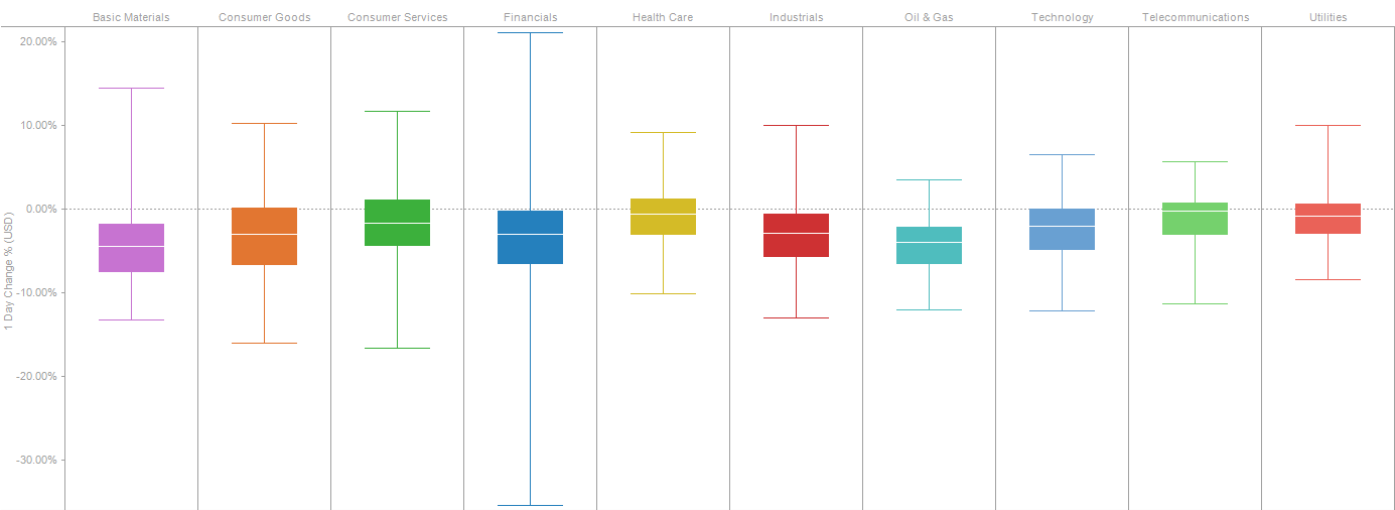 Basic Materials
Consumer Goods
Consumer Services
Financials
Health Care
Industrials
Oil & Gas
Technology
Telecommunications
Utilities
20.00%
10.00%
0.00%
-10.00%
-20.00%
-30.00%
1 Day Change % (USD)